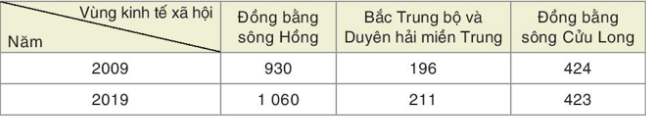 Vùng kinh tế xã hội
Năm
Đồng bằng
sông Hồng
Bắc Trung bộ và
Duyên hải miền Trung
Đồng bằng
sông Cửu Long
2009 930 196 424
2019 1 060 211 423